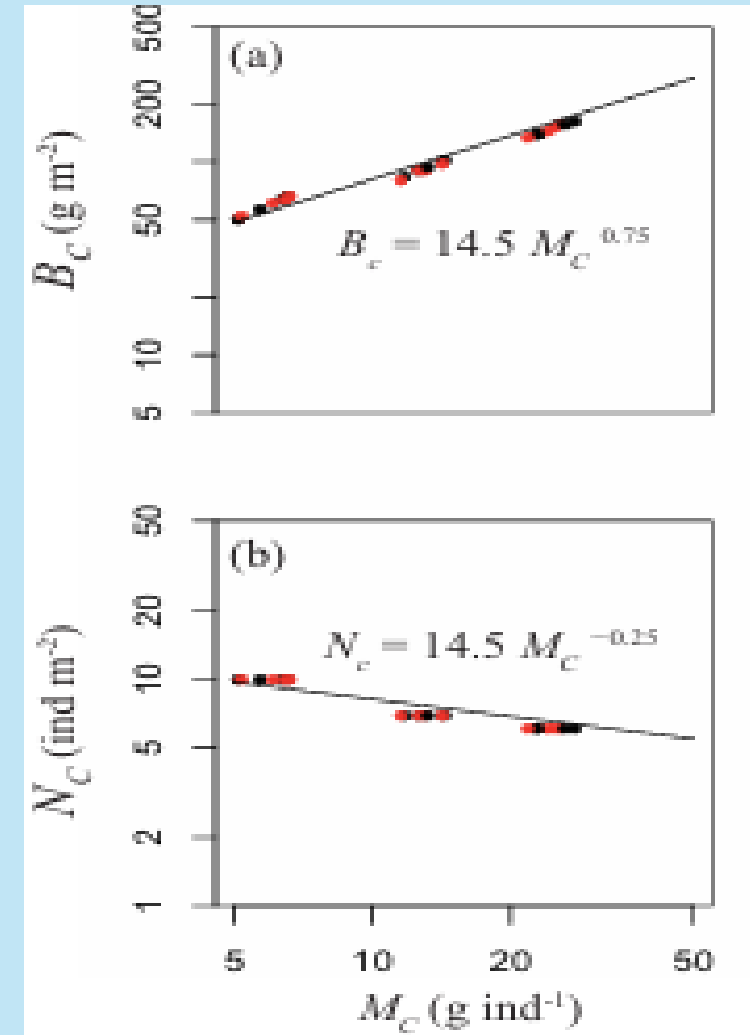 (a)
500
200
50
10
5
B_C (g m⁻²)
B_c = 14.5 M_C^0.75
(b)
50
20
10
5
2
1
N_C (ind m⁻²)
N_c = 14.5 M_C^−0.25
5 10 20 50
M_C (g ind⁻¹)